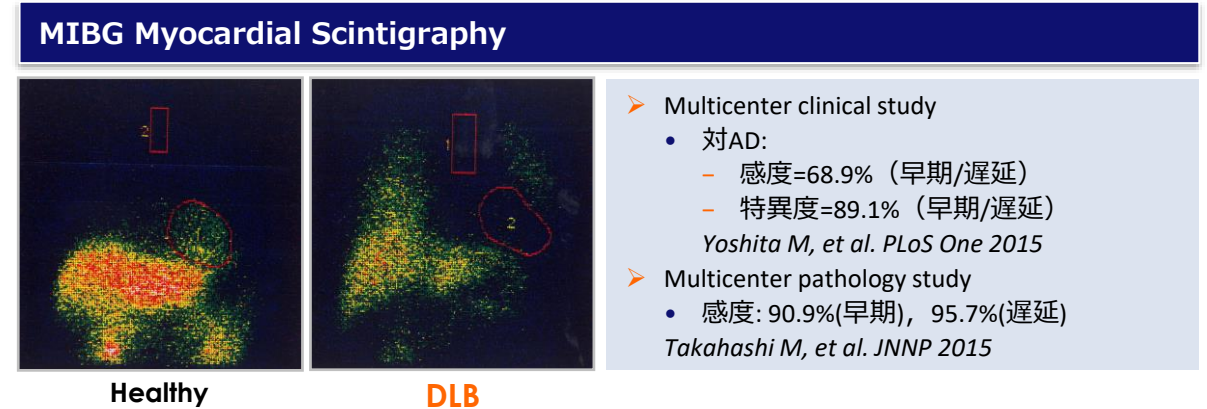 MIBG Myocardial Scintigraphy
2
1
1
2
Healthy
DLB
➢ Multicenter clinical study
• 対AD:
– 感度=68.9%（早期/遅延）
– 特異度=89.1%（早期/遅延）
Yoshita M, et al. PLoS One 2015
➢ Multicenter pathology study
• 感度: 90.9%(早期)，95.7%(遅延)
Takahashi M, et al. JNNP 2015